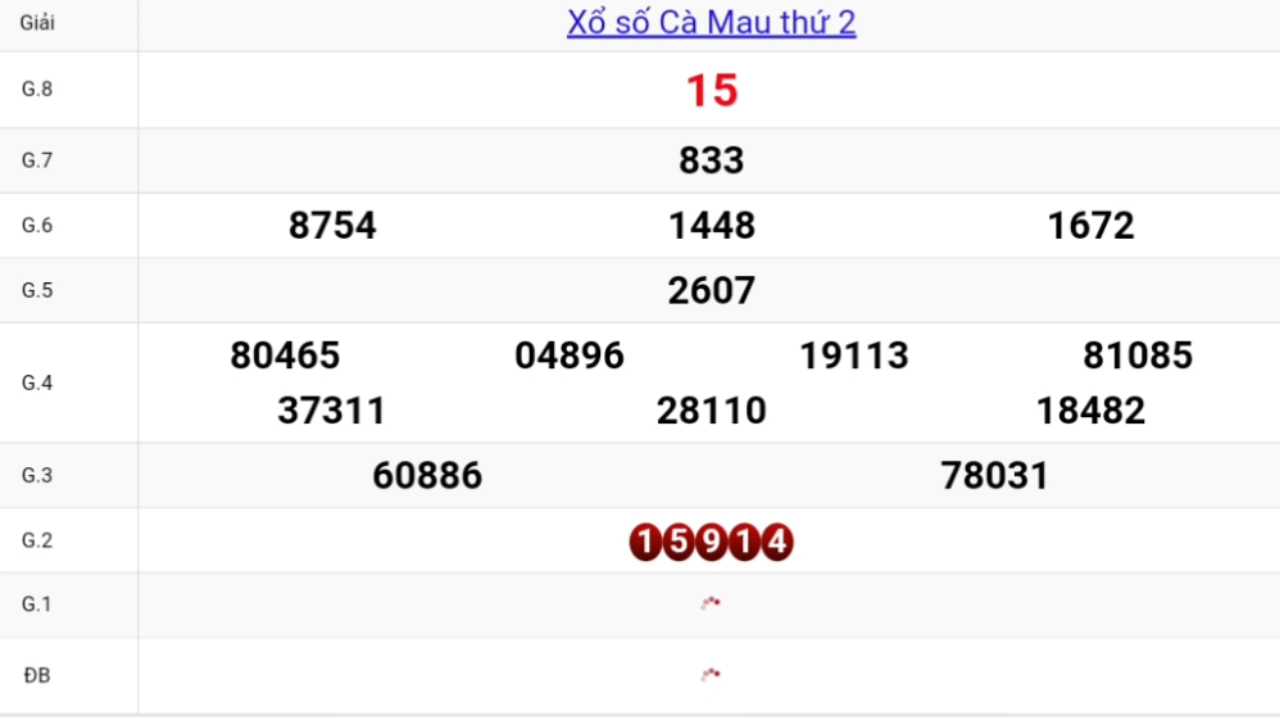 Giải Xổ số Cà Mau thứ 2
G.8 15
G.7 833
G.6 8754 1448 1672
G.5 2607
G.4 80465 04896 19113 81085
37311 28110 18482
G.3 60886 78031
G.2 15914
G.1
ĐB